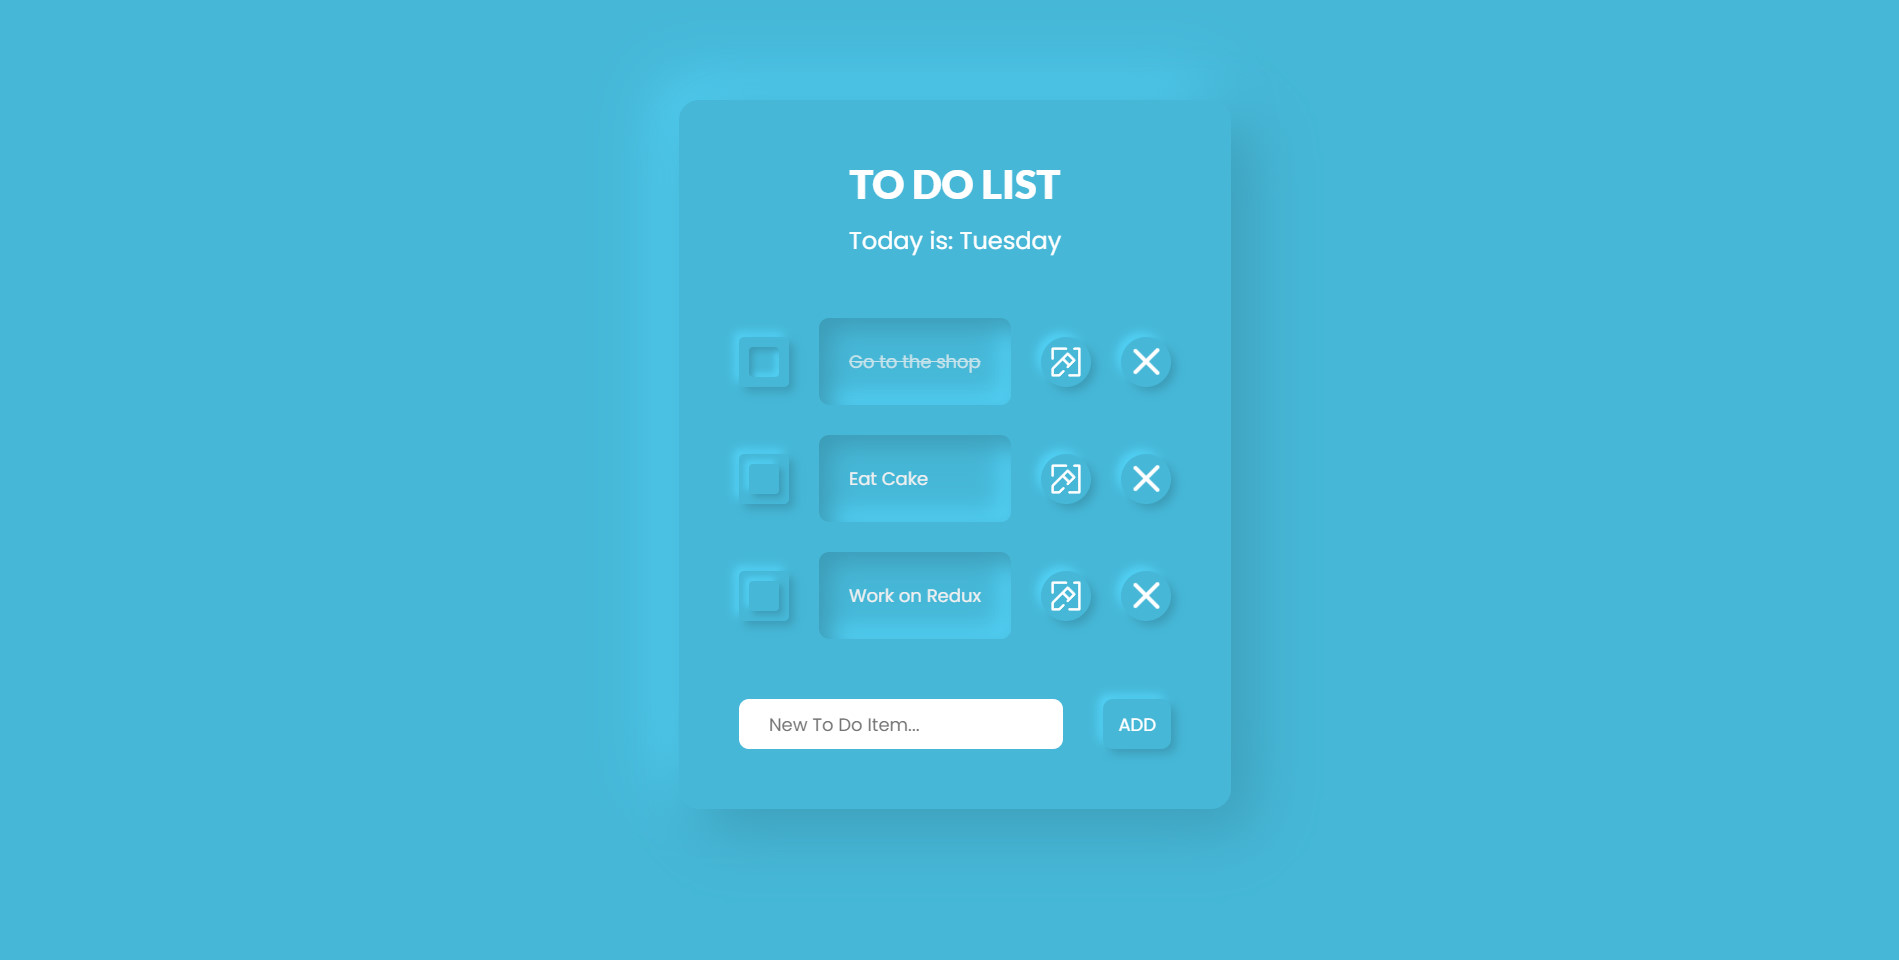 TO DO LIST
Today is: Tuesday
Go to the shop
Eat Cake
Work on Redux
New To Do Item...
ADD